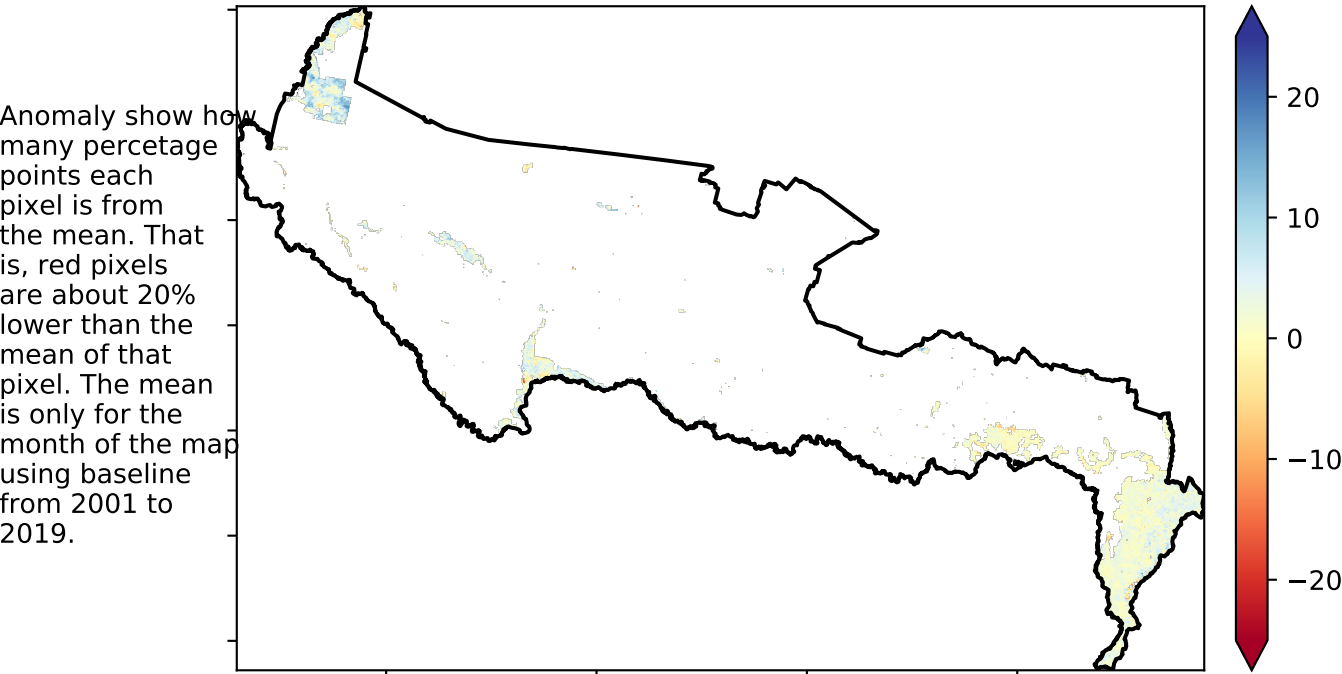 Anomaly show how
many percetage
points each
pixel is from
the mean. That
is, red pixels
are about 20%
lower than the
mean of that
pixel. The mean
is only for the
month of the map
using baseline
from 2001 to
2019.
20
10
0
−10
−20